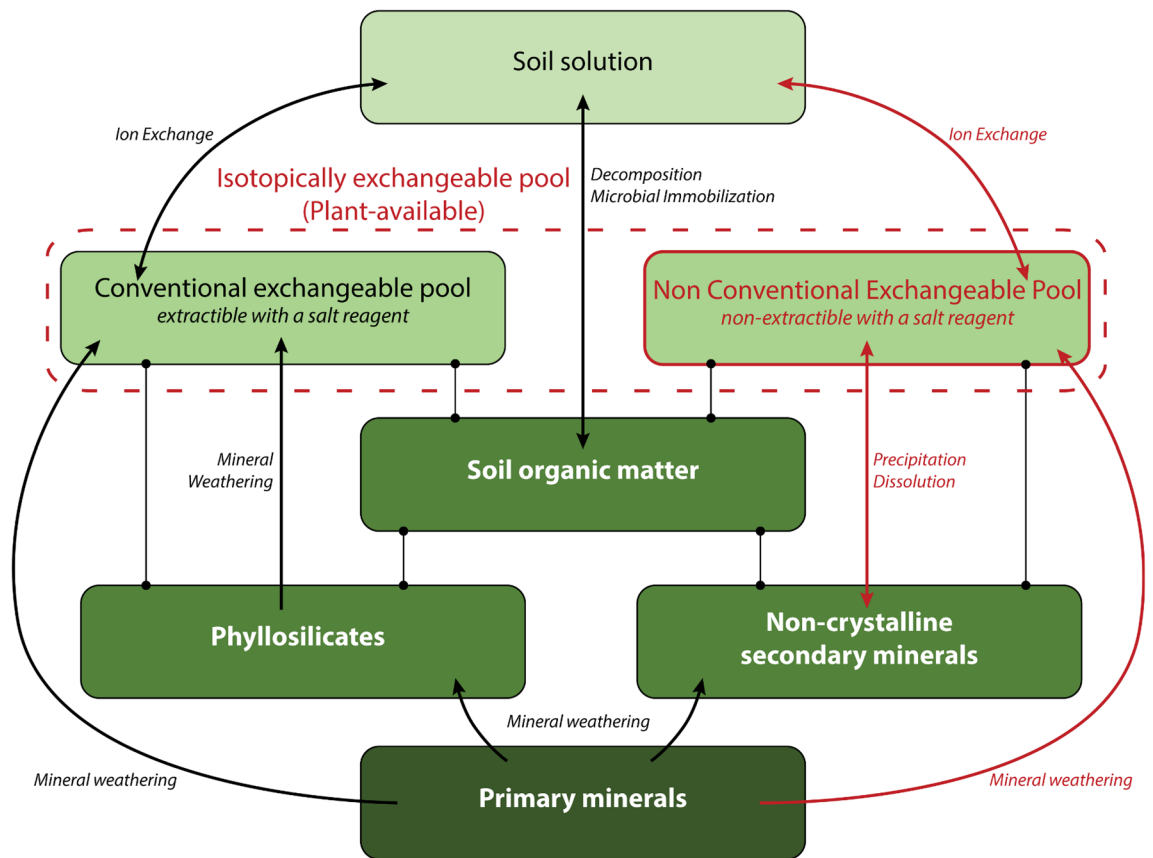 Soil solution
Ion Exchange
Ion Exchange
Decomposition
Microbial Immobilization
Isotopically exchangeable pool
(Plant-available)
Conventional exchangeable pool
extractible with a salt reagent
Non Conventional Exchangeable Pool
non-extractible with a salt reagent
Mineral
Weathering
Soil organic matter
Precipitation
Dissolution
Phyllosilicates
Non-crystalline
secondary minerals
Mineral weathering
Mineral weathering
Primary minerals
Mineral weathering